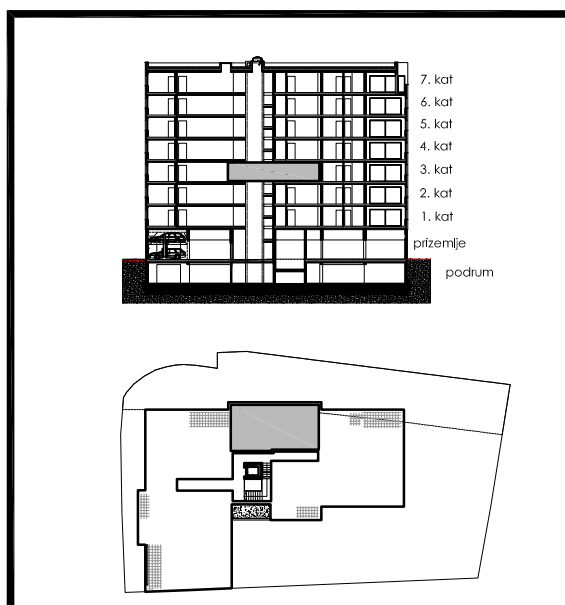 7. kat
6. kat
5. kat
4. kat
3. kat
2. kat
1. kat
prizemlje
podrum